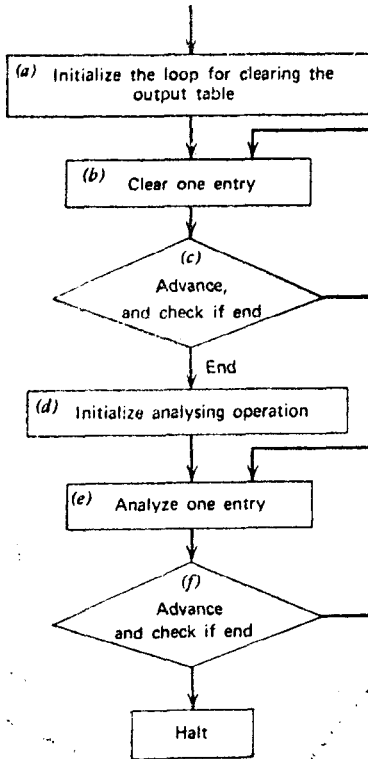 (a) Initialize the loop for clearing the
output table
(b)
Clear one entry
(c)
Advance,
and check if end
End
(d) Initialize analysing operation
(e) Analyze one entry
(f)
Advance
and check if end
Halt